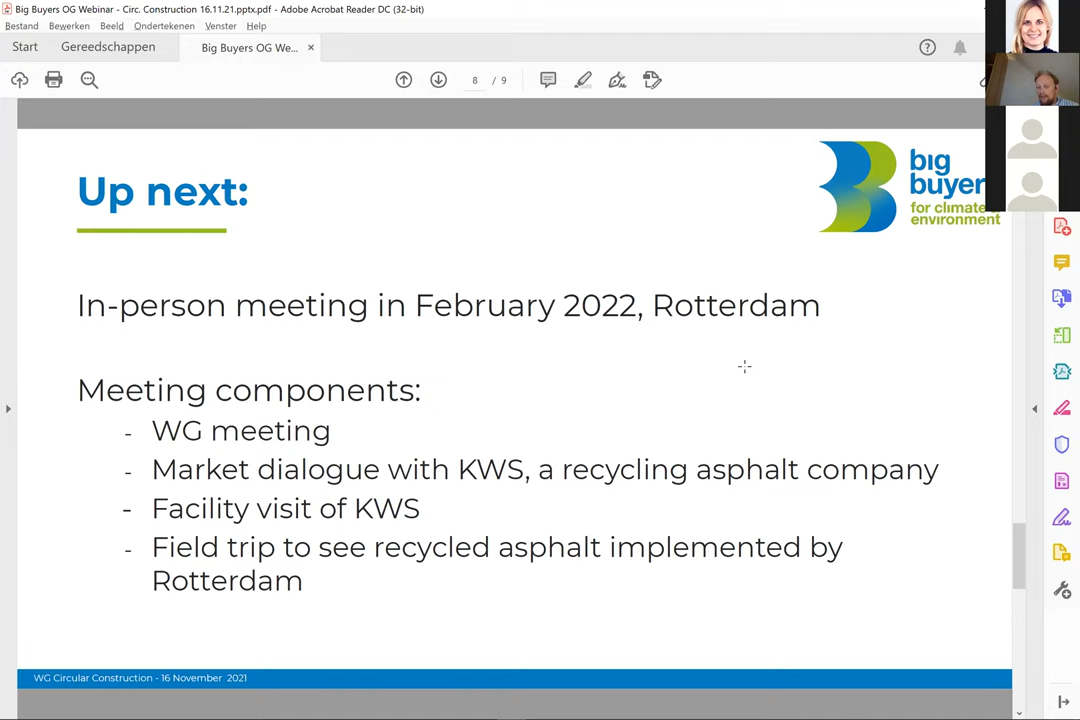 Big Buyers OG Webinar - Circ. Construction 16.11.21.pptx.pdf - Adobe Acrobat Reader DC (32-bit)
Bestand Bewerken Beeld Ondertekenen Venster Help
Start Gereedschappen Big Buyers OG We... ×
8 / 9
Up next:
big
buyer
for climate &
environment
In-person meeting in February 2022, Rotterdam
Meeting components:
- WG meeting
- Market dialogue with KWS, a recycling asphalt company
- Facility visit of KWS
- Field trip to see recycled asphalt implemented by
Rotterdam
WG Circular Construction - 16 November 2021